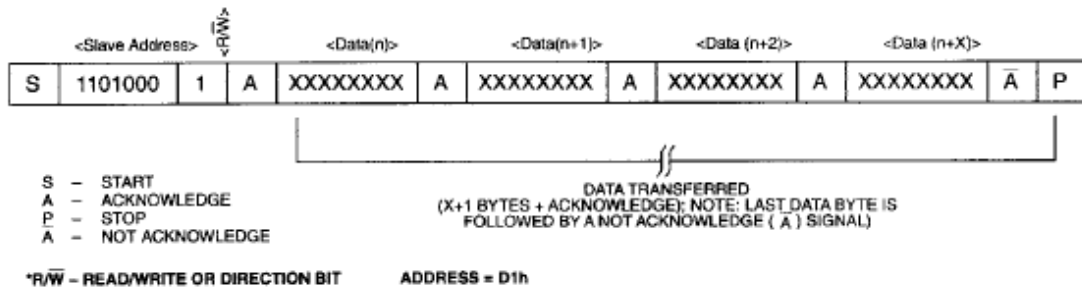 <Slave Address> <R/W̅> <Data(n)> <Data(n+1)> <Data (n+2)> <Data (n+X)>
S 1101000 1 A XXXXXXXX A XXXXXXXX A XXXXXXXX A XXXXXXXX A̅ P
S – START
A – ACKNOWLEDGE
P – STOP
A̅ – NOT ACKNOWLEDGE
DATA TRANSFERRED
(X+1 BYTES + ACKNOWLEDGE); NOTE: LAST DATA BYTE IS
FOLLOWED BY A NOT ACKNOWLEDGE ( A̅ ) SIGNAL)
*R/W̅ – READ/WRITE OR DIRECTION BIT ADDRESS = D1h